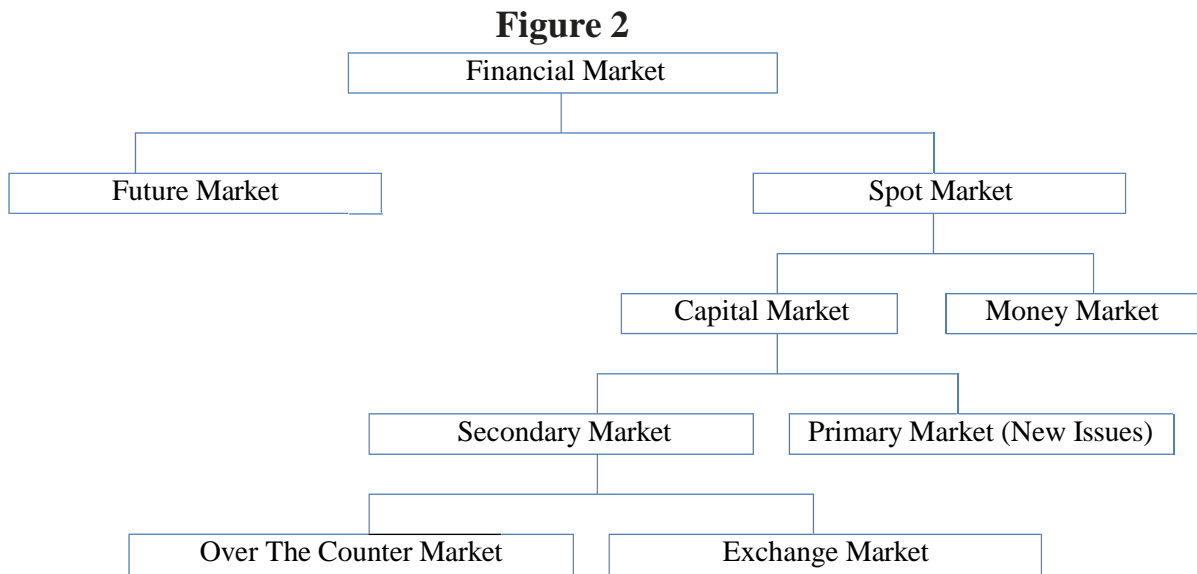 Figure 2
Financial Market
Future Market
Spot Market
Capital Market
Money Market
Secondary Market
Primary Market (New Issues)
Over The Counter Market
Exchange Market